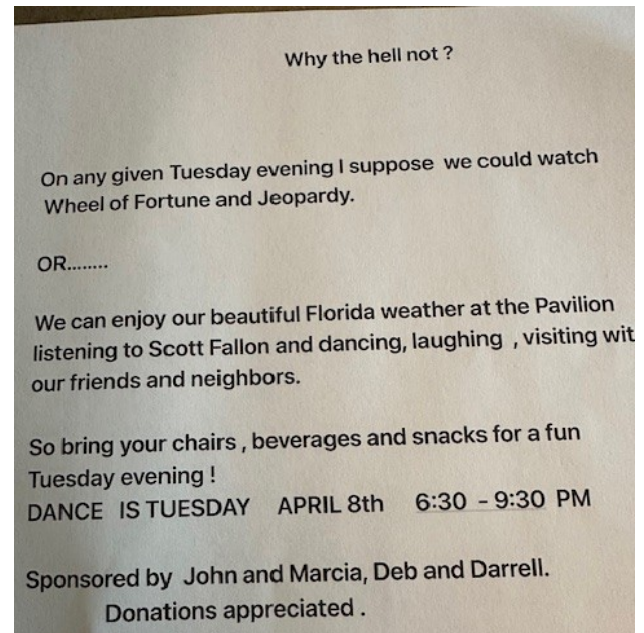 Why the hell not ?
On any given Tuesday evening I suppose we could watch
Wheel of Fortune and Jeopardy.
OR........
We can enjoy our beautiful Florida weather at the Pavilion
listening to Scott Fallon and dancing, laughing , visiting wit
our friends and neighbors.
So bring your chairs , beverages and snacks for a fun
Tuesday evening !
DANCE IS TUESDAY APRIL 8th 6:30 - 9:30 PM
Sponsored by John and Marcia, Deb and Darrell.
Donations appreciated .